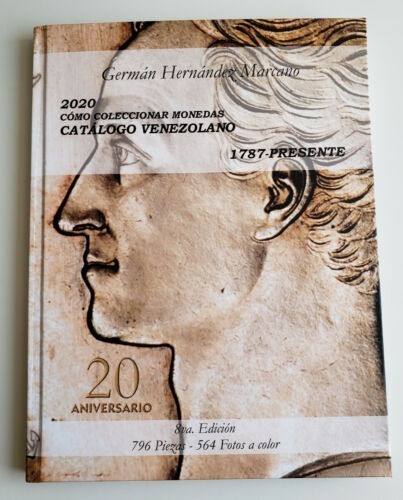 Germán Hernández Marcano
2020
CÓMO COLECCIONAR MONEDAS
CATÁLOGO VENEZOLANO
1787-PRESENTE
20
ANIVERSARIO
8va. Edición
796 Piezas - 564 Fotos a color